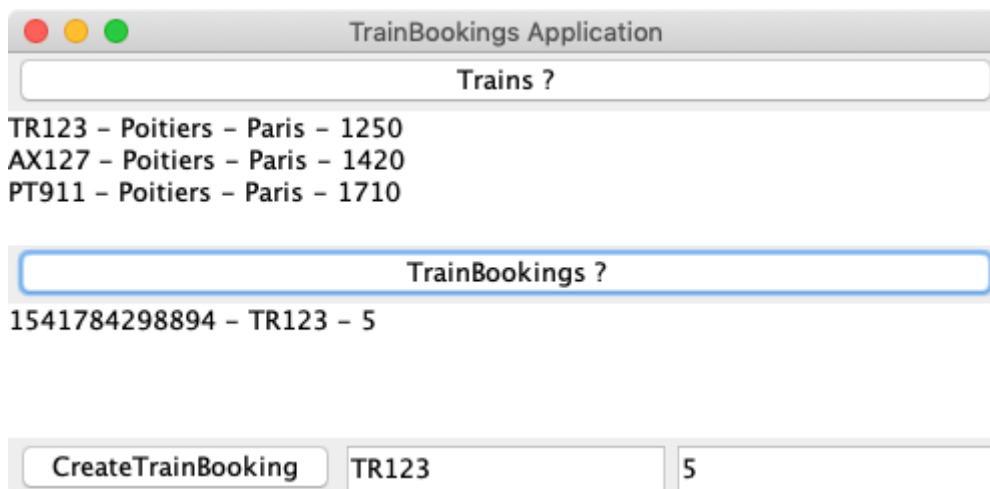 TrainBookings Application
Trains ?
TR123 – Poitiers – Paris – 1250
AX127 – Poitiers – Paris – 1420
PT911 – Poitiers – Paris – 1710
TrainBookings ?
1541784298894 – TR123 – 5
CreateTrainBooking TR123 5